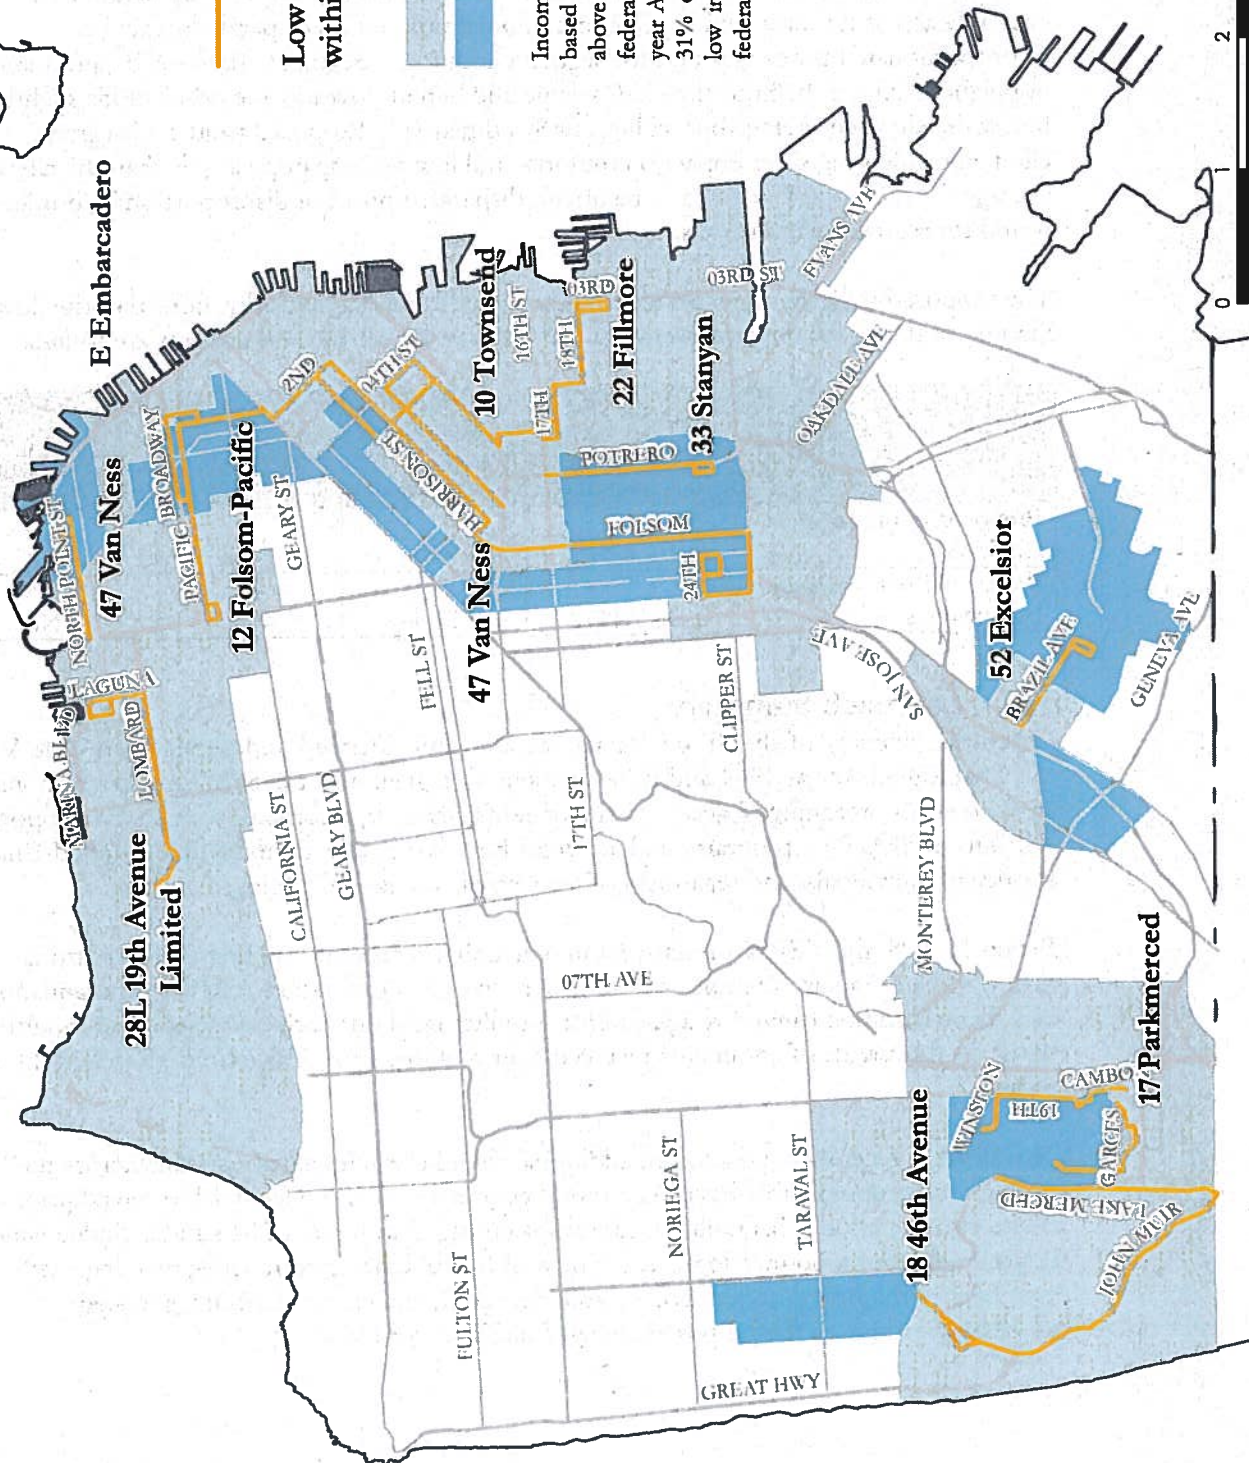 Low
within
Incom
based
above
federa
year A
31% o
low in
federa
E Embarcadero
NORTH POINT ST
47 Van Ness
BROADWAY
PACIFIC
12 Folsom-Pacific
GEARY ST
2ND
04TH ST
HARRISON ST
10 Townsend
16TH ST
03RD
18TH
17TH
22 Fillmore
03RD ST
EVANS AVE
33 Stanyan
POTRERO
OAKDALE AVE
FOLSOM
24TH
47 Van Ness
FELL ST
LAGUNA
MARINA BLVD
LOMBARD
28L 19th Avenue
Limited
CALIFORNIA ST
GEARY BLVD
17TH ST
CLIPPER ST
SAN JOSE AVE
52 Excelsior
BRAZIL AVE
GENEVA AVE
MONTEREY BLVD
07TH AVE
FULTON ST
NORIEGA ST
TARAVAL ST
GREAT HWY
18 46th Avenue
WINSTON
19TH
CAMBO
GARCES
17 Parkmerced
LAKE MERCED
JOHN MUIR
0
1
2